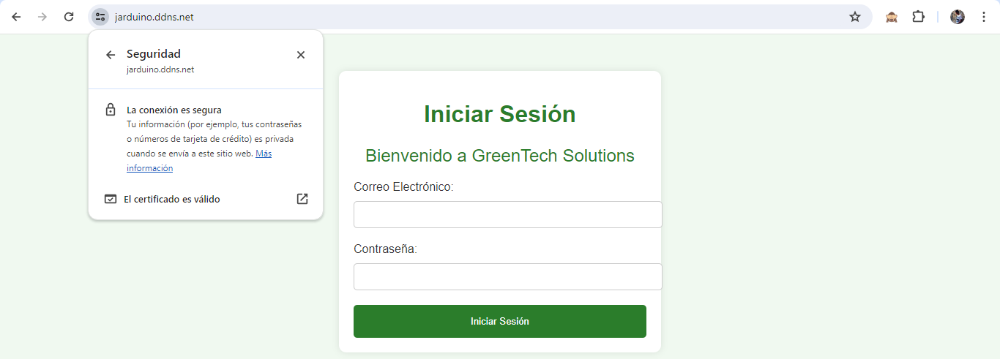 jarduino.ddns.net
Seguridad
jarduino.ddns.net
La conexión es segura
Tu información (por ejemplo, tus contraseñas
o números de tarjeta de crédito) es privada
cuando se envía a este sitio web. Más
información
El certificado es válido
Iniciar Sesión
Bienvenido a GreenTech Solutions
Correo Electrónico:
Contraseña:
Iniciar Sesión